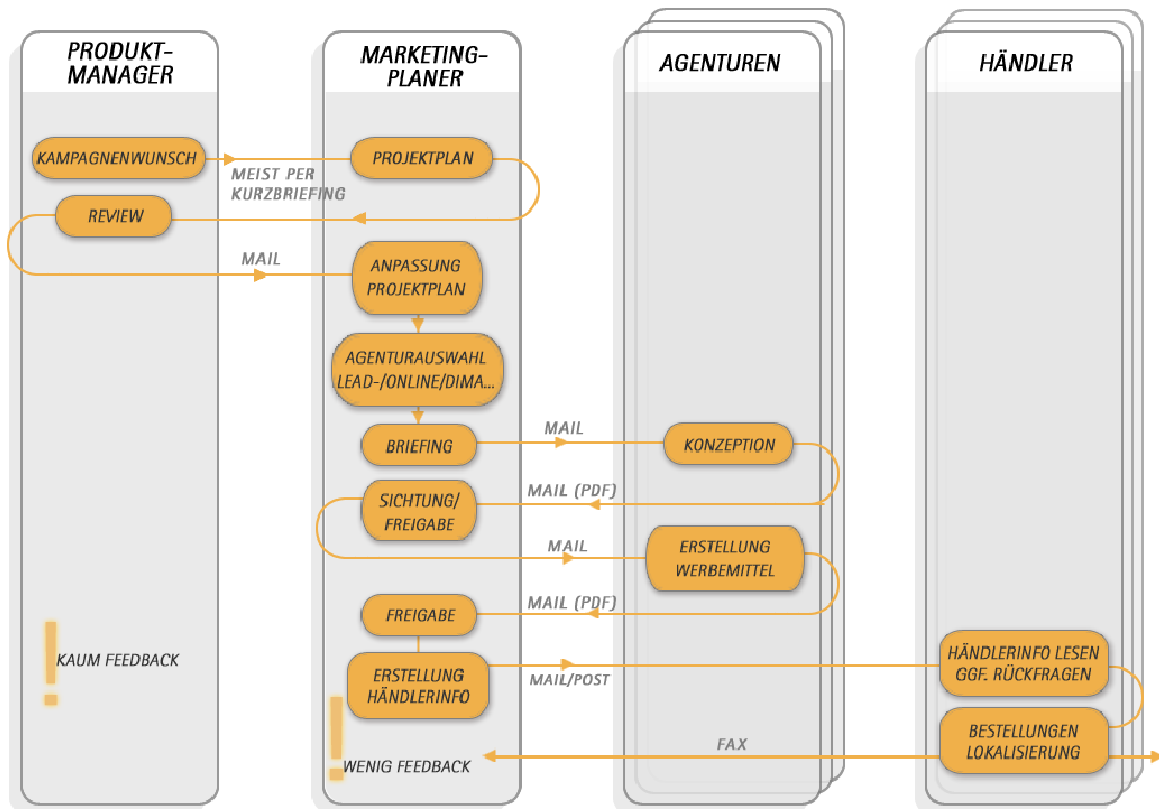 PRODUKT-
MANAGER
MARKETING-
PLANER
AGENTUREN
HÄNDLER
KAMPAGNENWUNSCH
MEIST PER
KURZBRIEFING
PROJEKTPLAN
REVIEW
MAIL
ANPASSUNG
PROJEKTPLAN
AGENTURAUSWAHL
LEAD-/ONLINE/DIMA...
BRIEFING
MAIL
KONZEPTION
MAIL (PDF)
SICHTUNG/
FREIGABE
MAIL
ERSTELLUNG
WERBEMITTEL
MAIL (PDF)
FREIGABE
! KAUM FEEDBACK
ERSTELLUNG
HÄNDLERINFO
MAIL/POST
HÄNDLERINFO LESEN
GGF. RÜCKFRAGEN
BESTELLUNGEN
LOKALISIERUNG
FAX
! WENIG FEEDBACK